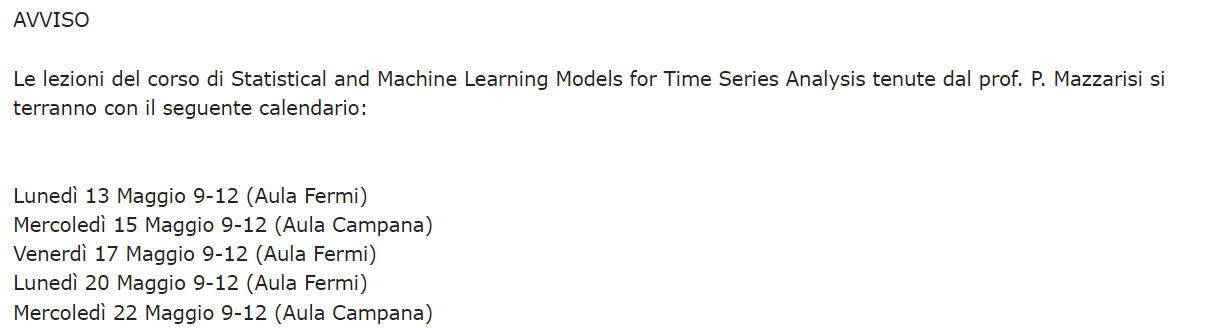 AVVISO
Le lezioni del corso di Statistical and Machine Learning Models for Time Series Analysis tenute dal prof. P. Mazzarisi si
terranno con il seguente calendario:
Lunedì 13 Maggio 9-12 (Aula Fermi)
Mercoledì 15 Maggio 9-12 (Aula Campana)
Venerdì 17 Maggio 9-12 (Aula Fermi)
Lunedì 20 Maggio 9-12 (Aula Fermi)
Mercoledì 22 Maggio 9-12 (Aula Campana)